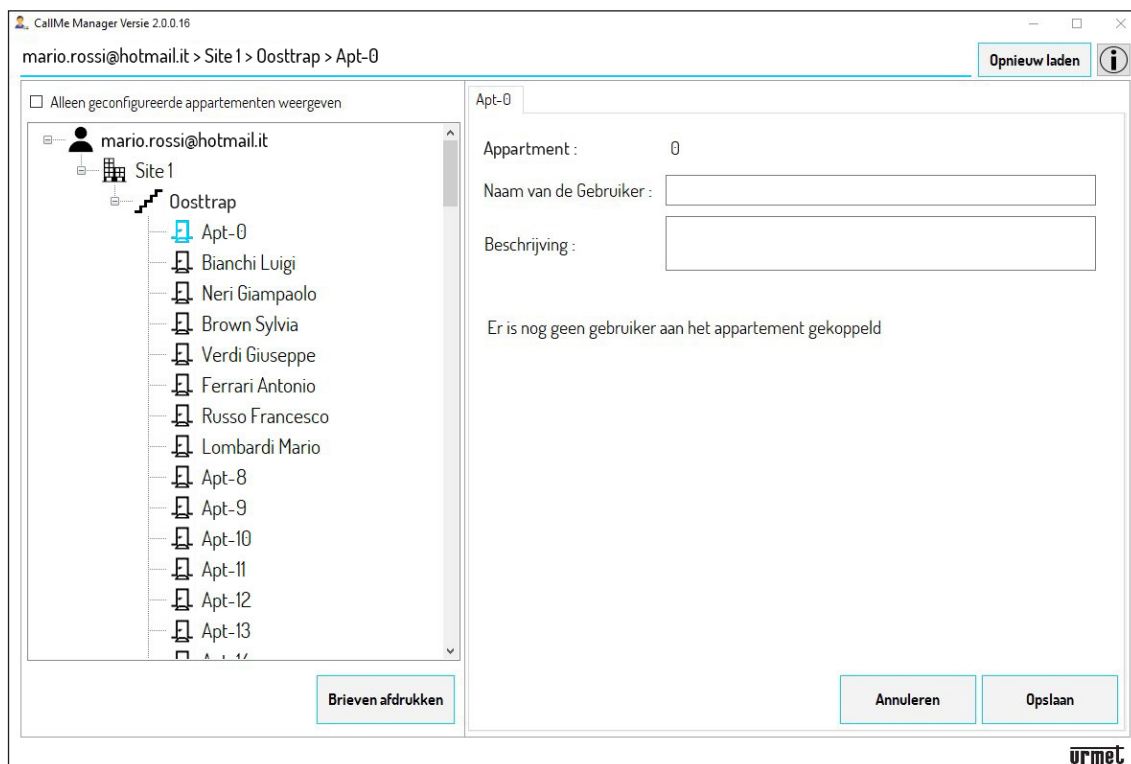 CallMe Manager Versie 2.0.0.16
mario.rossi@hotmail.it > Site 1 > Oosttrap > Apt-0
Opnieuw laden
Alleen geconfigureerde appartementen weergeven
mario.rossi@hotmail.it
Site 1
Oosttrap
Apt-0
Bianchi Luigi
Neri Giampaolo
Brown Sylvia
Verdi Giuseppe
Ferrari Antonio
Russo Francesco
Lombardi Mario
Apt-8
Apt-9
Apt-10
Apt-11
Apt-12
Apt-13
Brieven afdrukken
Apt-0
Appartment : 0
Naam van de Gebruiker :
Beschrijving :
Er is nog geen gebruiker aan het appartement gekoppeld
Annuleren
Opslaan
urmet